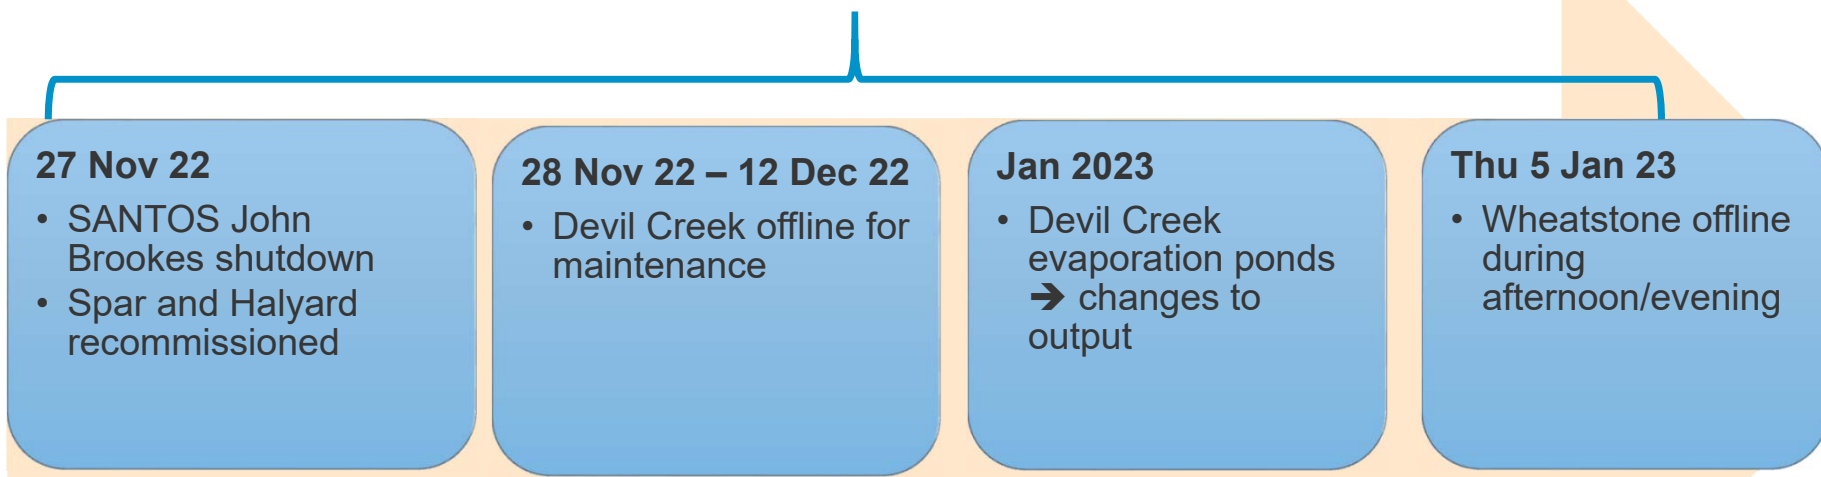 27 Nov 22
• SANTOS John
Brookes shutdown
• Spar and Halyard
recommissioned
28 Nov 22 – 12 Dec 22
• Devil Creek offline for
maintenance
Jan 2023
• Devil Creek
evaporation ponds
➔ changes to
output
Thu 5 Jan 23
• Wheatstone offline
during
afternoon/evening